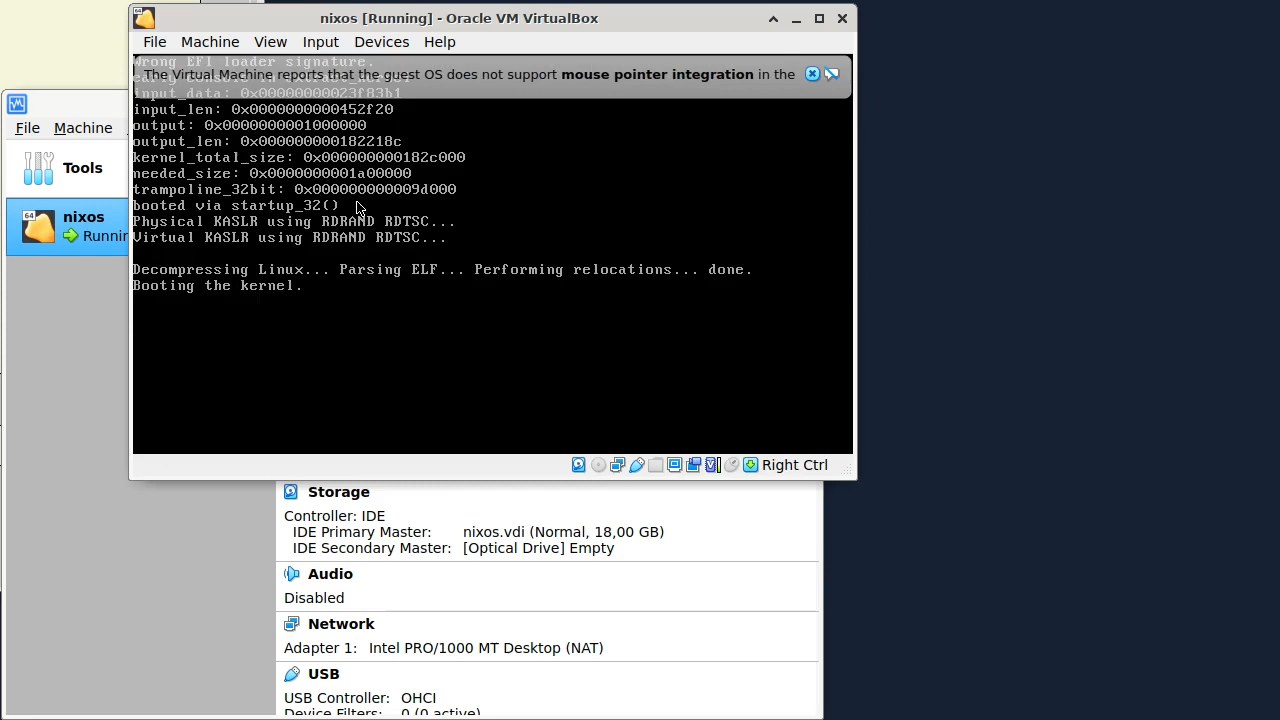 nixos [Running] - Oracle VM VirtualBox
File Machine View Input Devices Help
Wrong EFI loader signature.
The Virtual Machine reports that the guest OS does not support mouse pointer integration in the
input_data: 0x00000000023f83b1
input_len: 0x0000000000452f20
output: 0x0000000001000000
output_len: 0x000000000182218c
kernel_total_size: 0x000000000182c000
needed_size: 0x0000000001a00000
trampoline_32bit: 0x000000000009d000
booted via startup_32()
Physical KASLR using RDRAND RDTSC...
Virtual KASLR using RDRAND RDTSC...
Decompressing Linux... Parsing ELF... Performing relocations... done.
Booting the kernel.
Right Ctrl
File Machine
Tools
64
nixos
Runnin
Storage
Controller: IDE
IDE Primary Master: nixos.vdi (Normal, 18,00 GB)
IDE Secondary Master: [Optical Drive] Empty
Audio
Disabled
Network
Adapter 1: Intel PRO/1000 MT Desktop (NAT)
USB
USB Controller: OHCI
Device Filters: 0 (0 active)